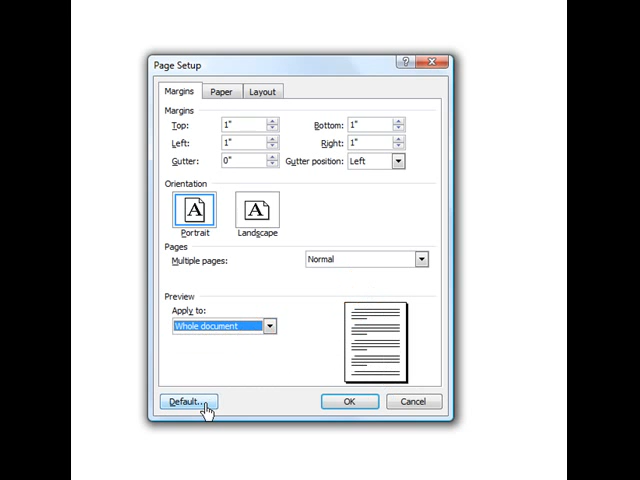 Page Setup
Margins Paper Layout
Margins
Top: 1" Bottom: 1"
Left: 1" Right: 1"
Gutter: 0" Gutter position: Left
Orientation
A A
Portrait Landscape
Pages
Multiple pages: Normal
Preview
Apply to:
Whole document
Default... OK Cancel